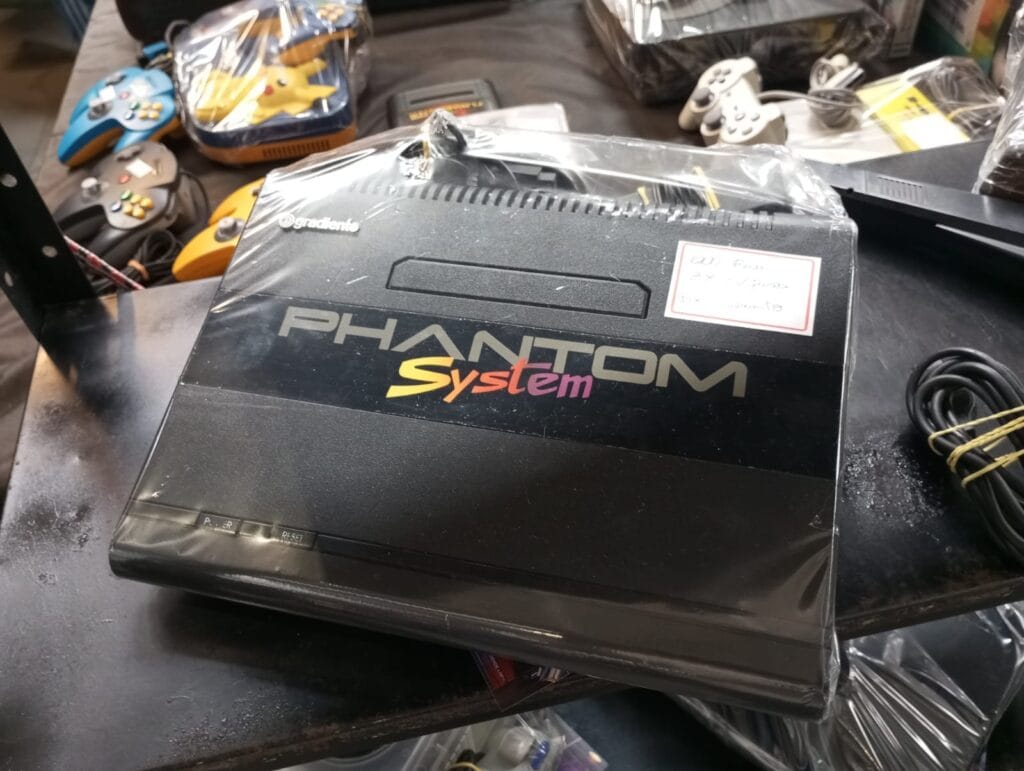 gradiente
PHANTOM
System
POWER
RESET